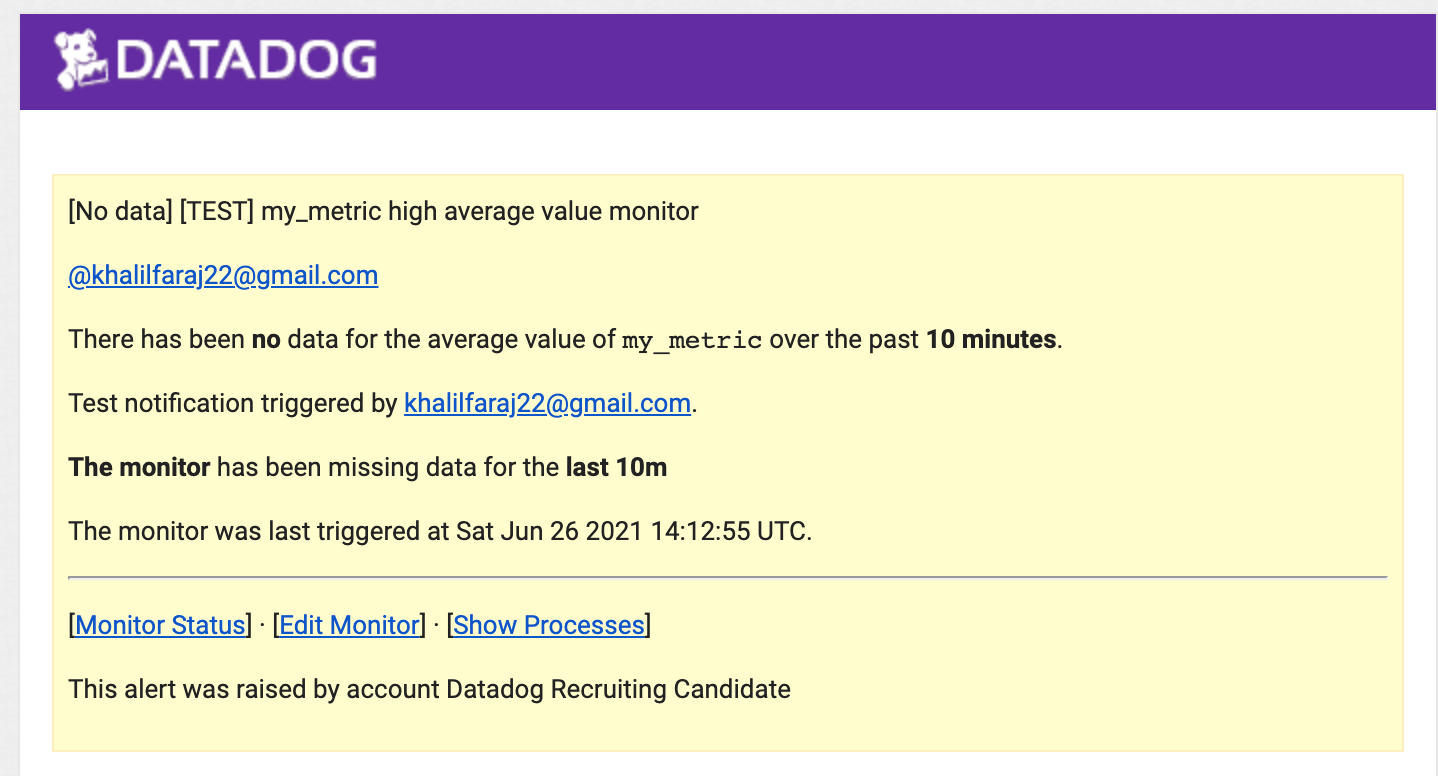 DATADOG
[No data] [TEST] my_metric high average value monitor
@khalilfaraj22@gmail.com
There has been no data for the average value of my_metric over the past 10 minutes.
Test notification triggered by khalilfaraj22@gmail.com.
The monitor has been missing data for the last 10m
The monitor was last triggered at Sat Jun 26 2021 14:12:55 UTC.
[Monitor Status] · [Edit Monitor] · [Show Processes]
This alert was raised by account Datadog Recruiting Candidate